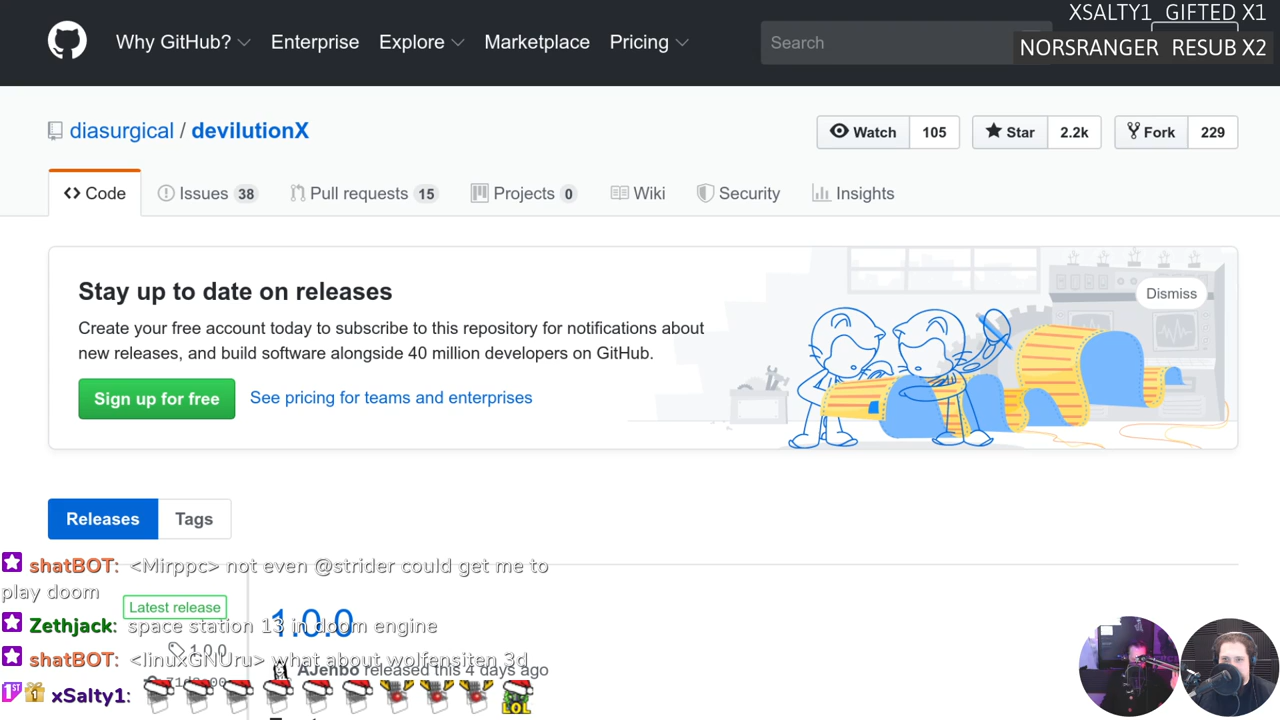 XSALTY1 GIFTED X1
Why GitHub? Enterprise Explore Marketplace Pricing Search
NORSRANGER RESUB X2
diasurgical / devilutionX
Watch 105 Star 2.2k Fork 229
Code Issues 38 Pull requests 15 Projects 0 Wiki Security Insights
Stay up to date on releases
Dismiss
Create your free account today to subscribe to this repository for notifications about
new releases, and build software alongside 40 million developers on GitHub.
Sign up for free See pricing for teams and enterprises
Releases Tags
shatBOT: <Mirppc> not even @strider could get me to
play doom
Latest release
1.0.0
Zethjack: space station 13 in doom engine
1.0.0
shatBOT: <linuxGNUru> what about wolfensiten 3d
AJenbo released this 4 days ago
xSalty1:
LOL